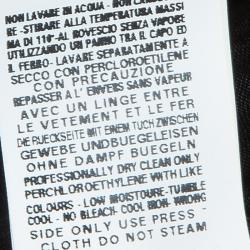 NON LAVARE IN ACQUA - NON CAND
RE - STIRARE ALLA TEMPERATURA MASSI
MA DI 110° AL ROVESCIO SENZA VAPORE
UTILIZZANDO UN PANNO TRA IL CAPO ED
IL FERRO - LAVARE SEPARATAMENTE A
SECCO CON PERCLOROETILENE
CON PRECAUZIONE
REPASSER AL' ENVERS SANS VAPEUR
AVEC UN LINGE ENTRE
LE VETEMENT ET LE FER
DIE RUECKSEITE MIT EINEM TUCH ZWISCHEN
GEWEBE UND BUEGELEISEN
OHNE DAMPF BUEGELN
PROFESSIONALLY DRY CLEAN ONLY
PERCHLOROETHYLENE WITH LIKE
COLOURS - LOW MOISTOURE - TUMBLE
COOL - NO BLEACH - COOL IRON WRONG
SIDE ONLY USE PRESS -
CLOTH DO NOT STEAM